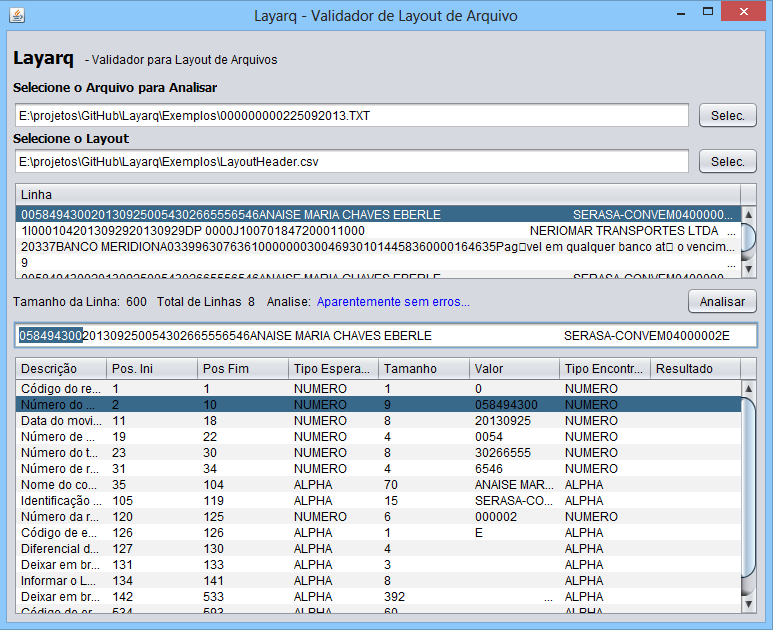 Layarq - Validador de Layout de Arquivo
Layarq - Validador para Layout de Arquivos
Selecione o Arquivo para Analisar
E:\projetos\GitHub\Layarq\Exemplos\000000000225092013.TXT Selec.
Selecione o Layout
E:\projetos\GitHub\Layarq\Exemplos\LayoutHeader.csv Selec.
Linha
0058494300201309250054302665556546ANAISE MARIA CHAVES EBERLE SERASA-CONVEM0400000...
1I0001042013092920130929DP 0000J100701847200011000 NERIOMAR TRANSPORTES LTDA ...
20337BANCO MERIDIONA0339963076361000000030046930101445836000016​4635Pag□vel em qualquer banco at□ o vencim...
9 ...
0058494300201309250054302665556546ANAISE MARIA CHAVES EBERLE SERASA-CONVEM0400000...
Tamanho da Linha: 600 Total de Linhas 8 Analise: Aparentemente sem erros... Analisar
058494300201309250054302665556546ANAISE MARIA CHAVES EBERLE SERASA-CONVEM04000002E
Descrição Pos. Ini Pos Fim Tipo Espera... Tamanho Valor Tipo Encontr... Resultado
Código do re... 1 1 NUMERO 1 0 NUMERO
Número do ... 2 10 NUMERO 9 058494300 NUMERO
Data do movi... 11 18 NUMERO 8 20130925 NUMERO
Número de ... 19 22 NUMERO 4 0054 NUMERO
Número do t... 23 30 NUMERO 8 30266555 NUMERO
Número de r... 31 34 NUMERO 4 6546 NUMERO
Nome do co... 35 104 ALPHA 70 ANAISE MAR... ALPHA
Identificação ... 105 119 ALPHA 15 SERASA-CO... ALPHA
Número da r... 120 125 NUMERO 6 000002 NUMERO
Código de e... 126 126 ALPHA 1 E ALPHA
Diferencial d... 127 130 ALPHA 4 ALPHA
Deixar em br... 131 133 ALPHA 3 ALPHA
Informar o L... 134 141 ALPHA 8 ALPHA
Deixar em br... 142 533 ALPHA 392 ... ALPHA
Código de er... 534 593 ALPHA 60 ALPHA